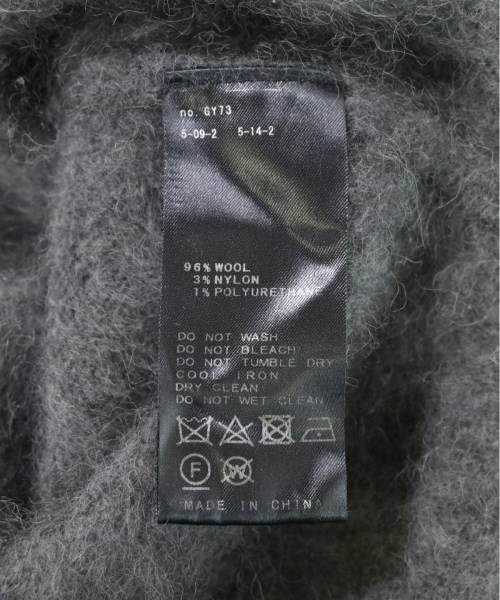 no. GY73
5-09-2 5-14-2
96% WOOL
3% NYLON
1% POLYURETHANE
DO NOT WASH
DO NOT BLEACH
DO NOT TUMBLE DRY
COOL IRON
DRY CLEAN
DO NOT WET CLEAN
F W
MADE IN CHINA